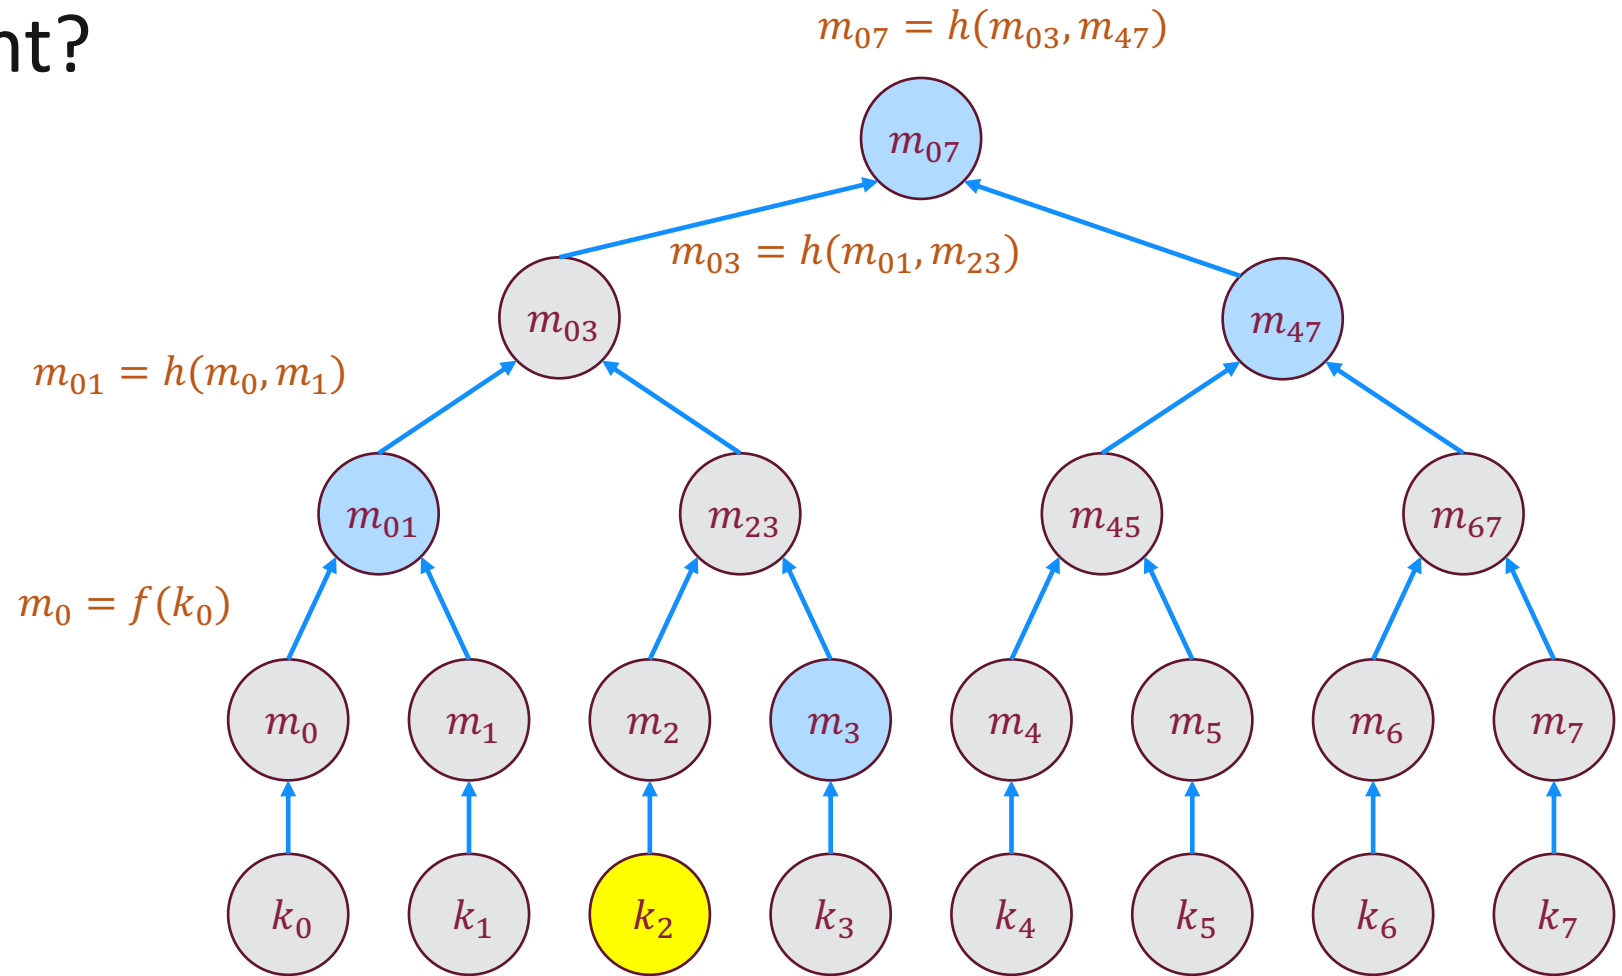 m₀₇ = h(m₀₃, m₄₇)
nt?
m₀₇
m₀₃ = h(m₀₁, m₂₃)
m₀₃ m₄₇
m₀₁ = h(m₀, m₁)
m₀₁ m₂₃ m₄₅ m₆₇
m₀ = f(k₀)
m₀ m₁ m₂ m₃ m₄ m₅ m₆ m₇
k₀ k₁ k₂ k₃ k₄ k₅ k₆ k₇